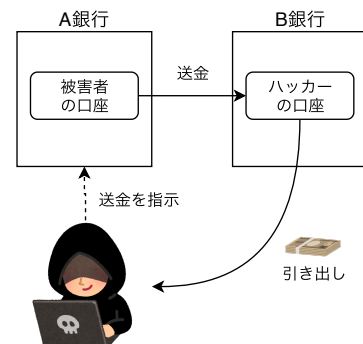 A銀行
B銀行
被害者
の口座
送金
ハッカー
の口座
送金を指示
引き出し